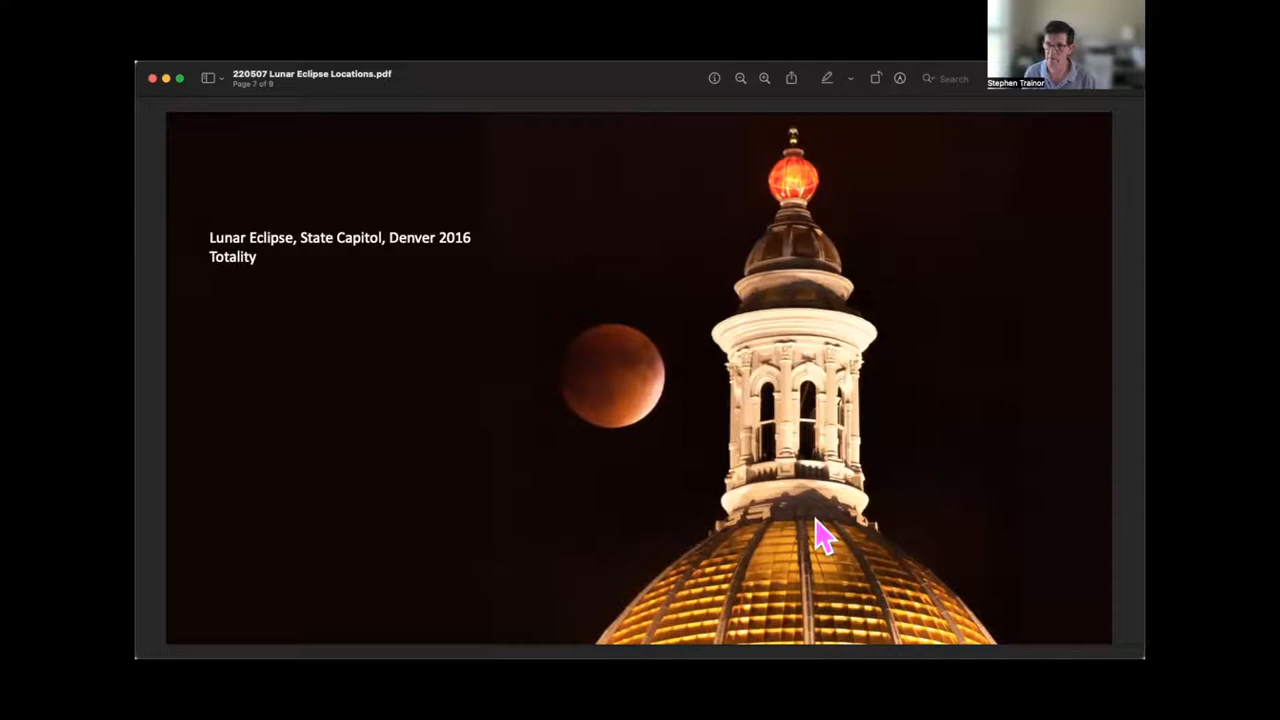 220507 Lunar Eclipse Locations.pdf
Page 7 of 9
Search
Stephen Trainor
Lunar Eclipse, State Capitol, Denver 2016
Totality